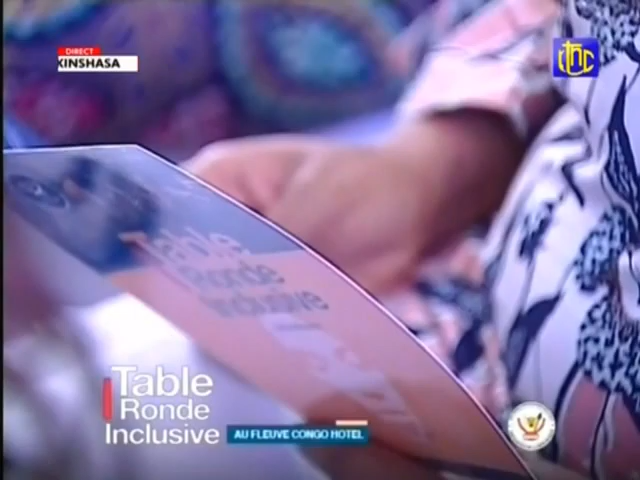 DIRECT
KINSHASA
Table
Ronde
Inclusive
Table
Ronde
Inclusive
AU FLEUVE CONGO HOTEL